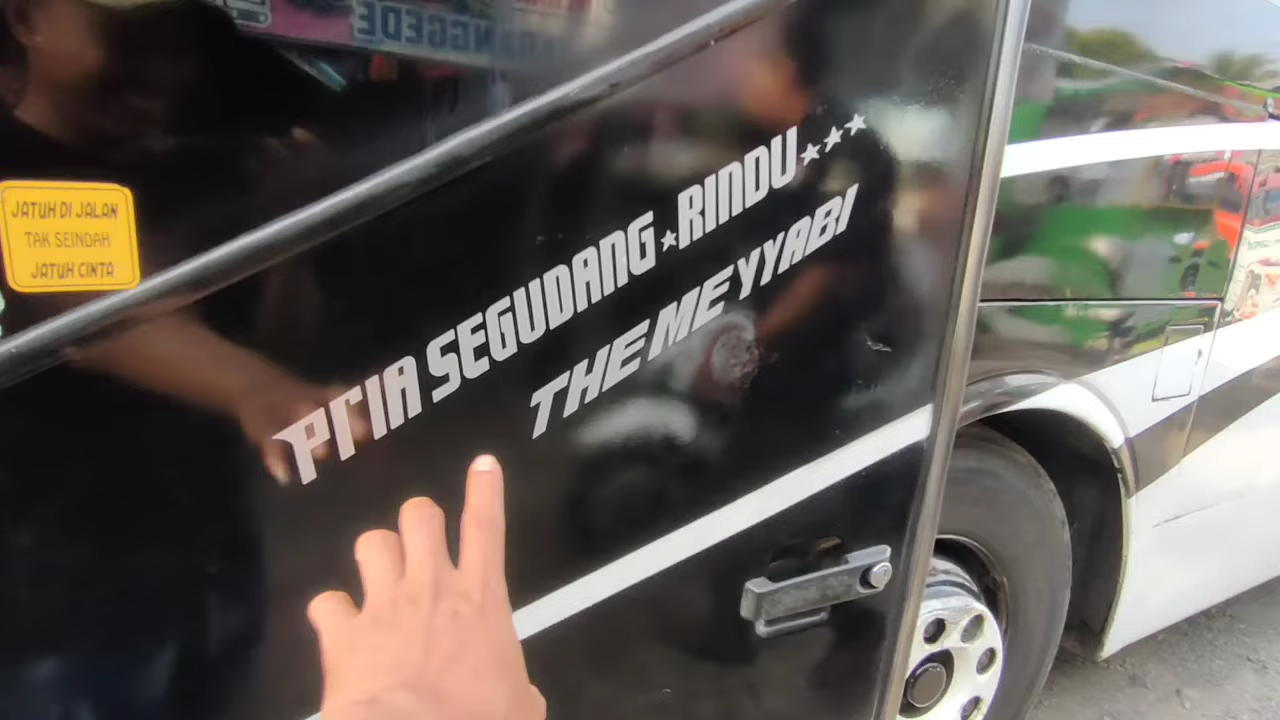 JATUH DI JALAN
TAK SEINDAH
JATUH CINTA
PRIA SEGUDANG RINDU
THE MEYYABI